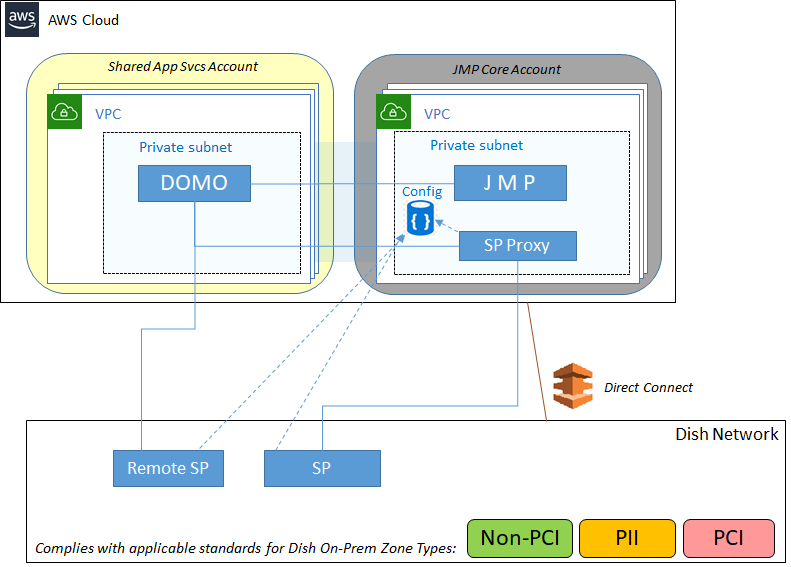 aws
AWS Cloud
Shared App Svcs Account
JMP Core Account
VPC
VPC
Private subnet
Private subnet
DOMO
J M P
Config
{ }
SP Proxy
Direct Connect
Dish Network
Remote SP
SP
Complies with applicable standards for Dish On-Prem Zone Types:
Non-PCI
PII
PCI